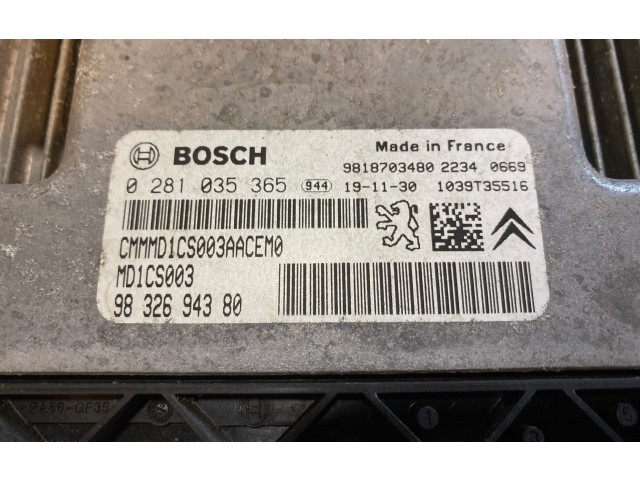 BOSCH
Made in France
9818703480 2234 0669
0 281 035 365 944 19-11-30 1039T35516
CMMMD1CS003AACEM0
MD1CS003
98 326 943 80